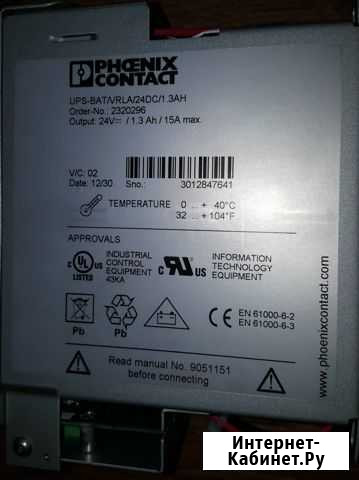 PHOENIX
CONTACT
UPS-BAT/VRLA/24DC/1.3AH
Order-No.: 2320296
Output: 24V⎓ / 1.3 Ah / 15A max.
V/C: 02
Date: 12/30 Sno.: 3012847641
TEMPERATURE 0 ... + 40°C
32 ... +104°F
APPROVALS
c UL US LISTED INDUSTRIAL CONTROL EQUIPMENT 43KA
c RU US INFORMATION TECHNOLOGY EQUIPMENT
Pb Pb
CE EN 61000-6-2
EN 61000-6-3
Read manual No. 9051151
before connecting
www.phoenixcontact.com
Интернет-
Кабинет.Ру